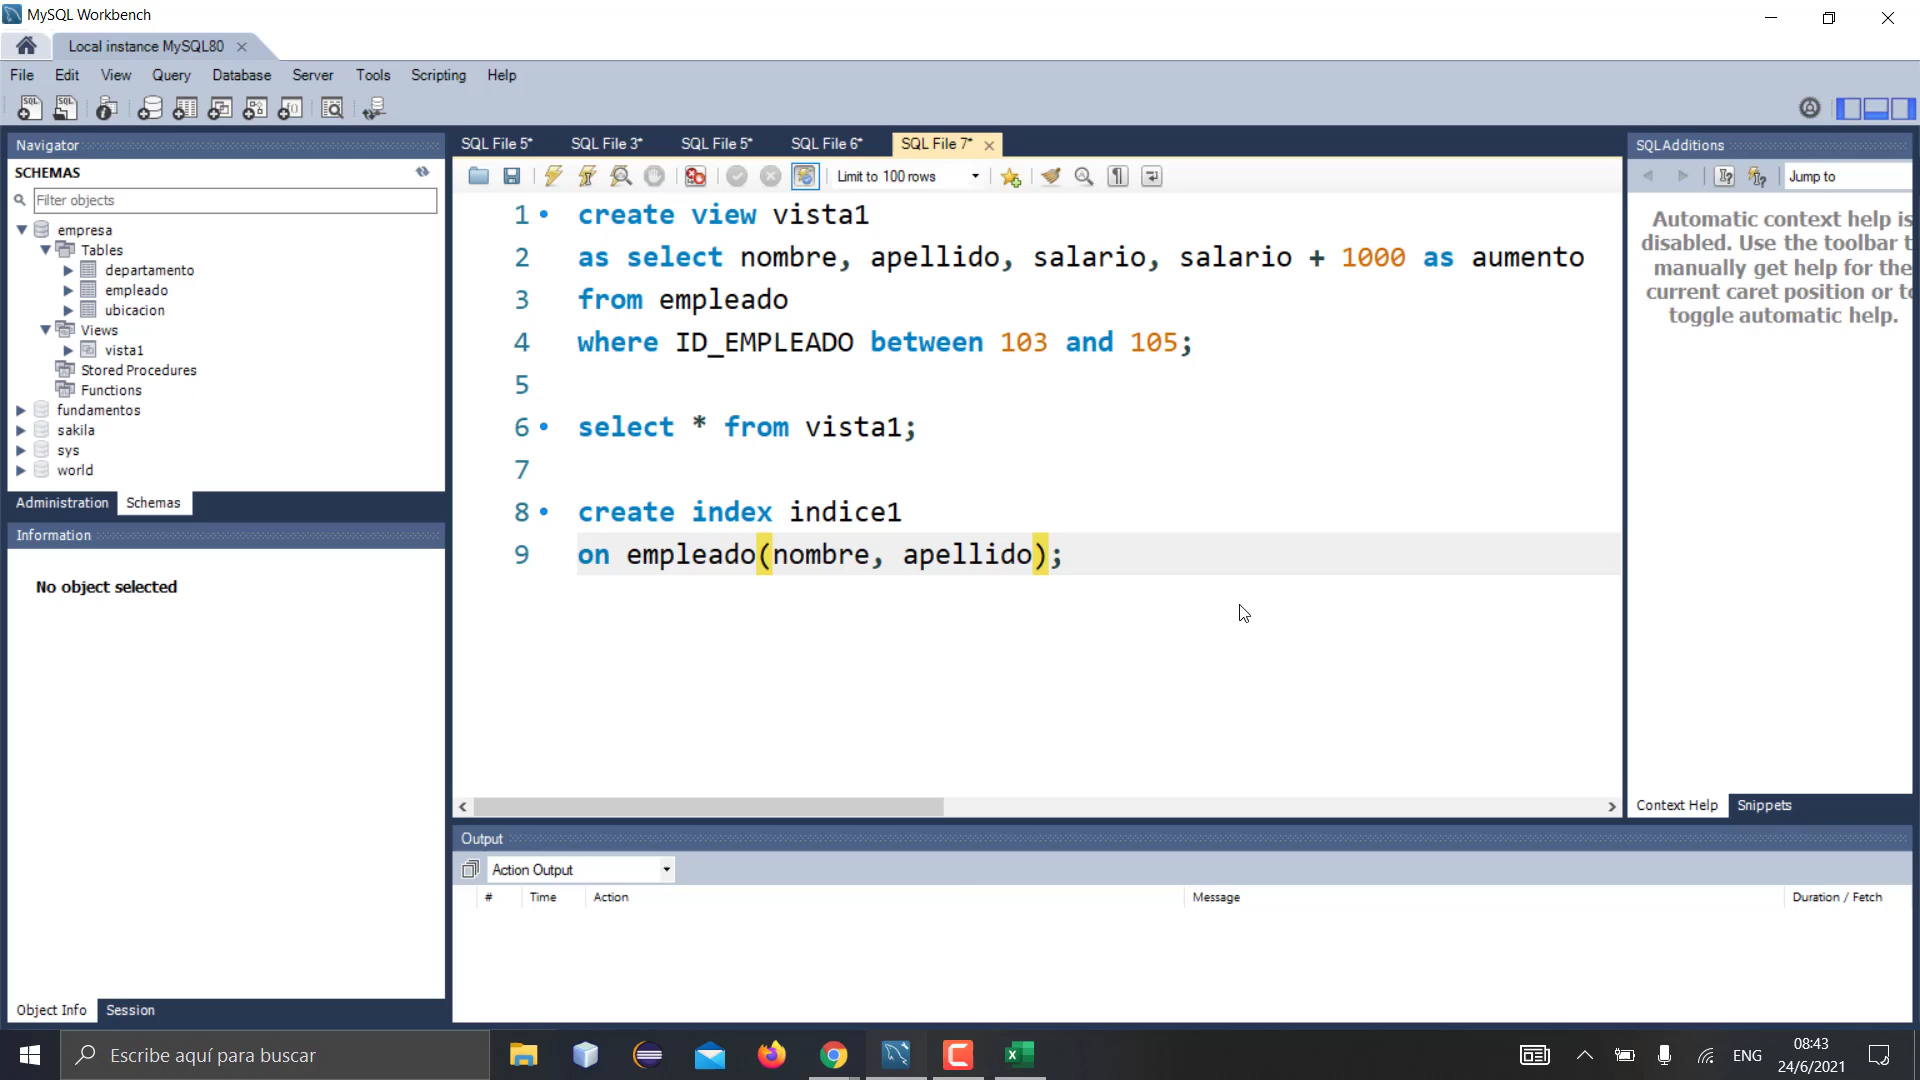 MySQL Workbench
Local instance MySQL80
File Edit View Query Database Server Tools Scripting Help
Navigator
SCHEMAS
Filter objects
empresa
Tables
departamento
empleado
ubicacion
Views
vista1
Stored Procedures
Functions
fundamentos
sakila
sys
world
Administration Schemas
Information
No object selected
Object Info Session
SQL File 5* SQL File 3* SQL File 5* SQL File 6* SQL File 7*
Limit to 100 rows
1 create view vista1
2 as select nombre, apellido, salario, salario + 1000 as aumento
3 from empleado
4 where ID_EMPLEADO between 103 and 105;
5
6 select * from vista1;
7
8 create index indice1
9 on empleado(nombre, apellido);
SQLAdditions
Jump to
Automatic context help is
disabled. Use the toolbar
manually get help for the
current caret position or
toggle automatic help.
Context Help Snippets
Output
Action Output
# Time Action Message Duration / Fetch
Escribe aquí para buscar
ENG
08:43
24/6/2021